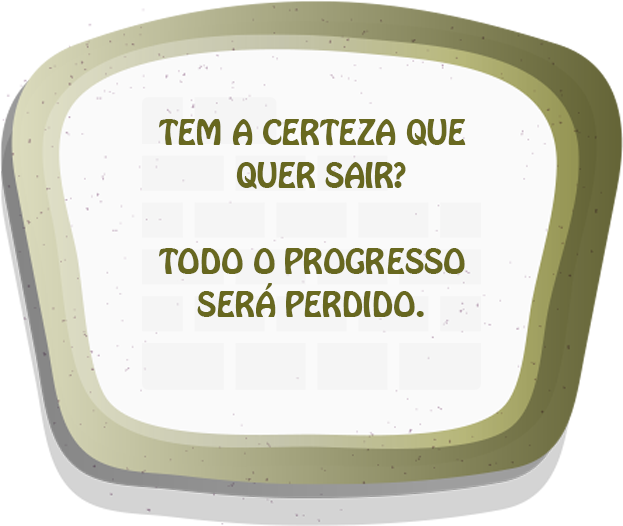 TEM A CERTEZA QUE
QUER SAIR?
TODO O PROGRESSO
SERÁ PERDIDO.